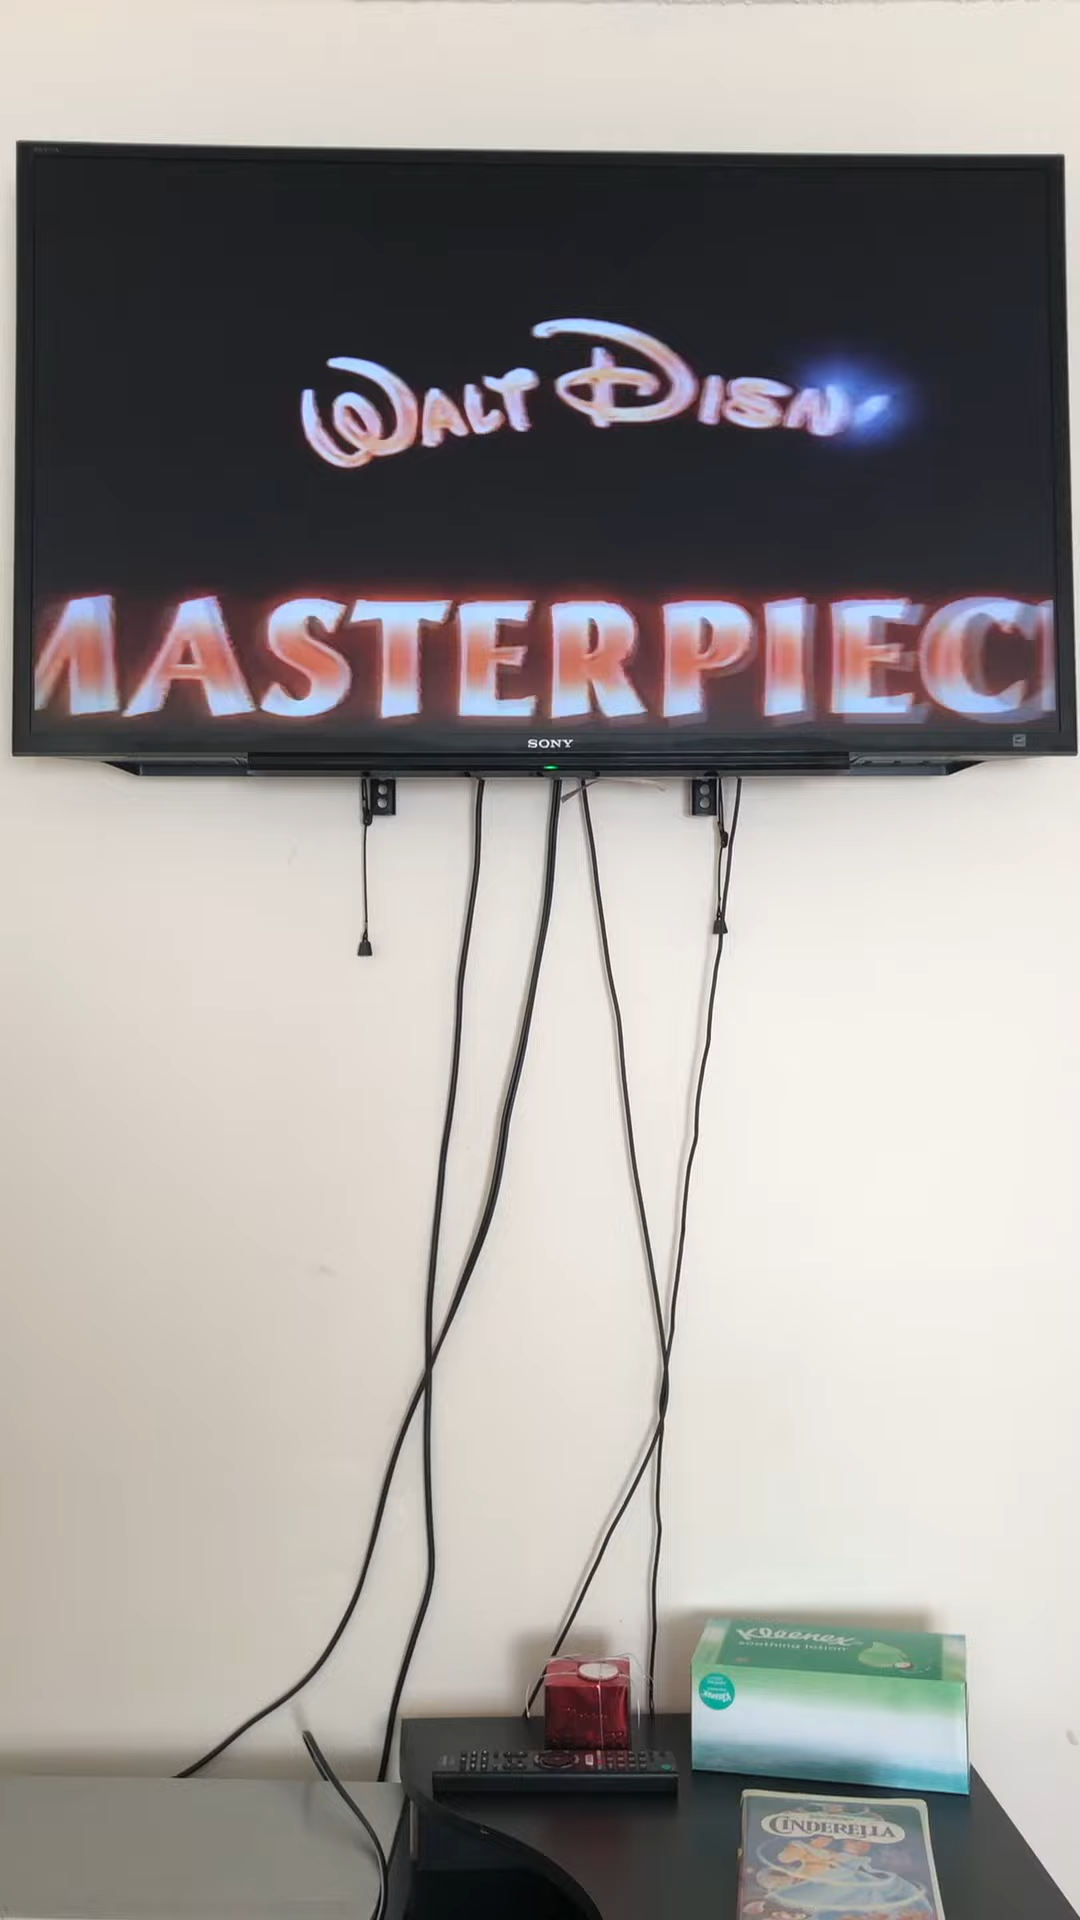 WALT DISN
MASTERPIEC
SONY
Kleenex
soothing lotion
CINDERELLA